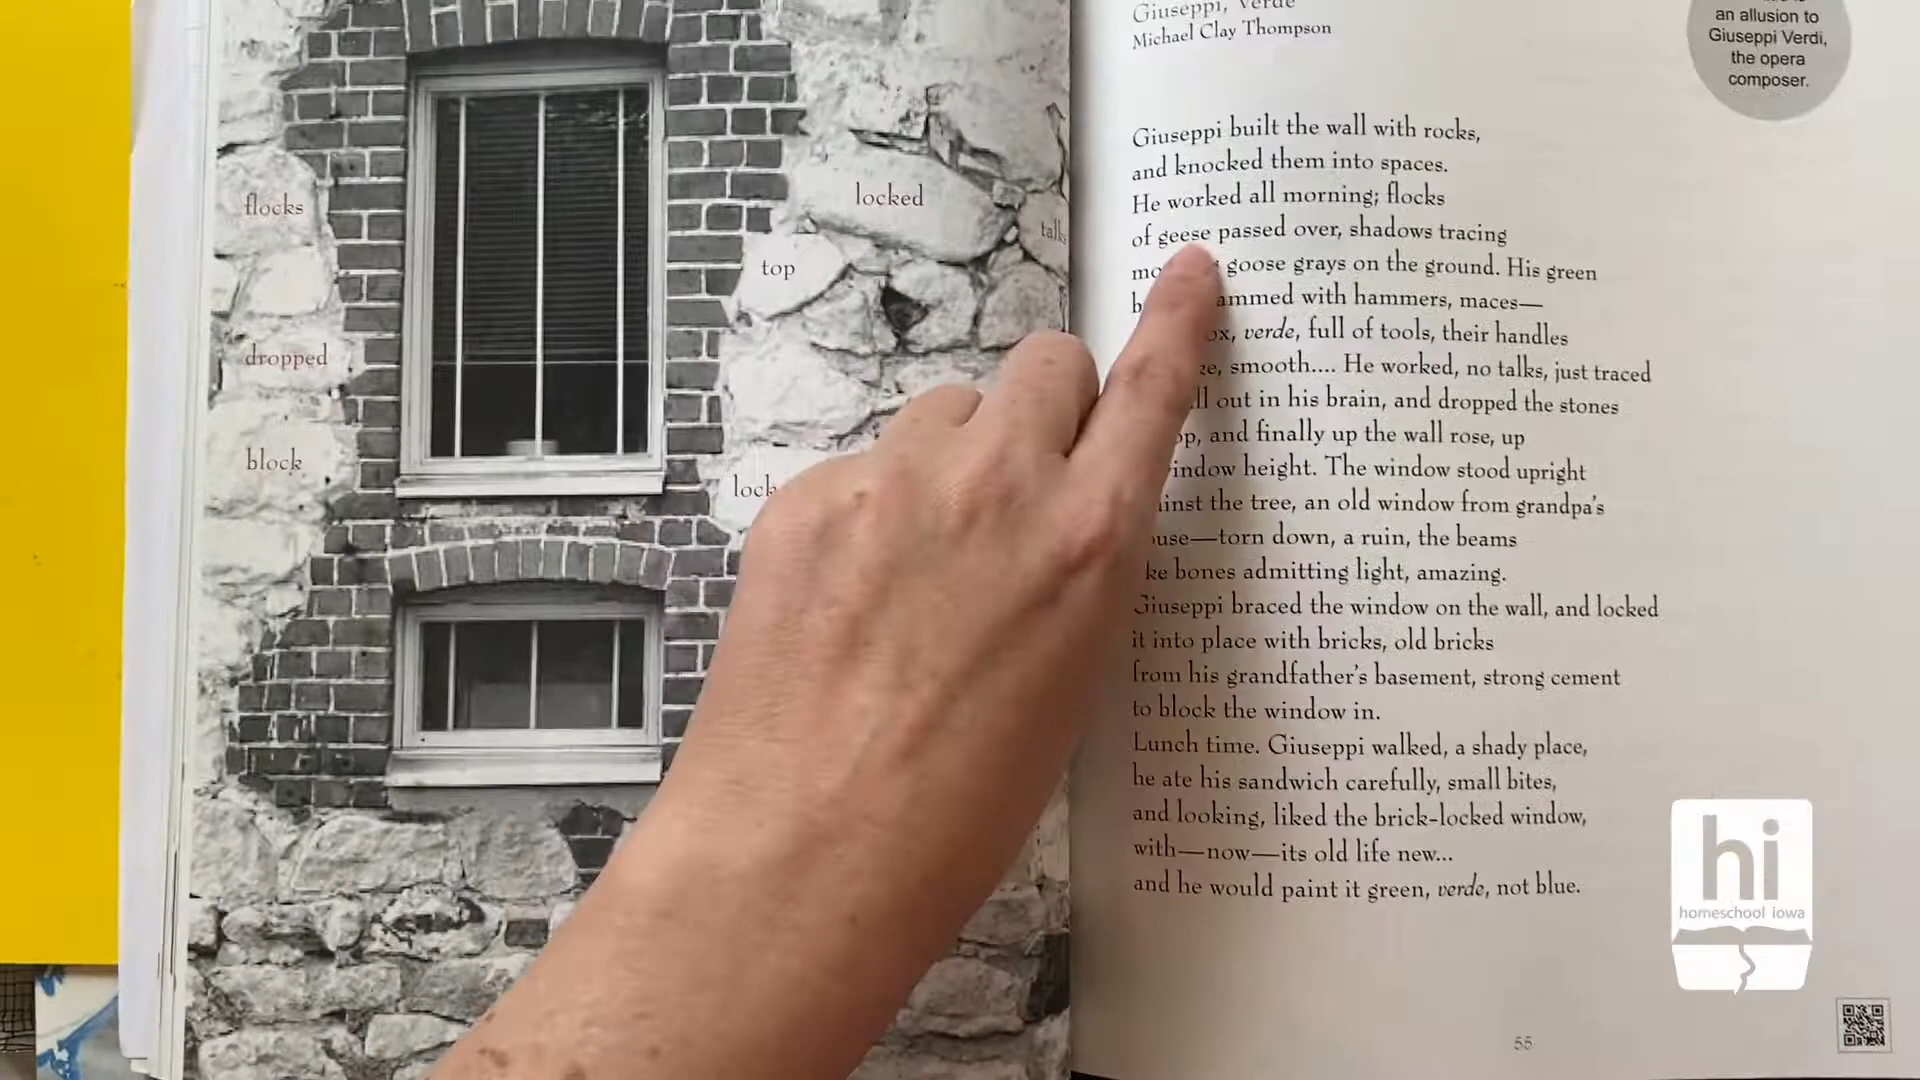 flocks
dropped
block
locked
top
Giuseppi, Verde
Michael Clay Thompson
an allusion to
Giuseppi Verdi,
the opera
composer.
Giuseppi built the wall with rocks,
and knocked them into spaces.
He worked all morning; flocks
of geese passed over, shadows tracing
goose grays on the ground. His green
with hammers, maces—
verde, full of tools, their handles
smooth.... He worked, no talks, just traced
out in his brain, and dropped the stones
and finally up the wall rose, up
height. The window stood upright
the tree, an old window from grandpa's
torn down, a ruin, the beams
bones admitting light, amazing.
Giuseppi braced the window on the wall, and locked
it into place with bricks, old bricks
from his grandfather's basement, strong cement
to block the window in.
Lunch time. Giuseppi walked, a shady place,
he ate his sandwich carefully, small bites,
and looking, liked the brick-locked window,
with—now—its old life new...
and he would paint it green, verde, not blue.
55
hi
homeschool iowa